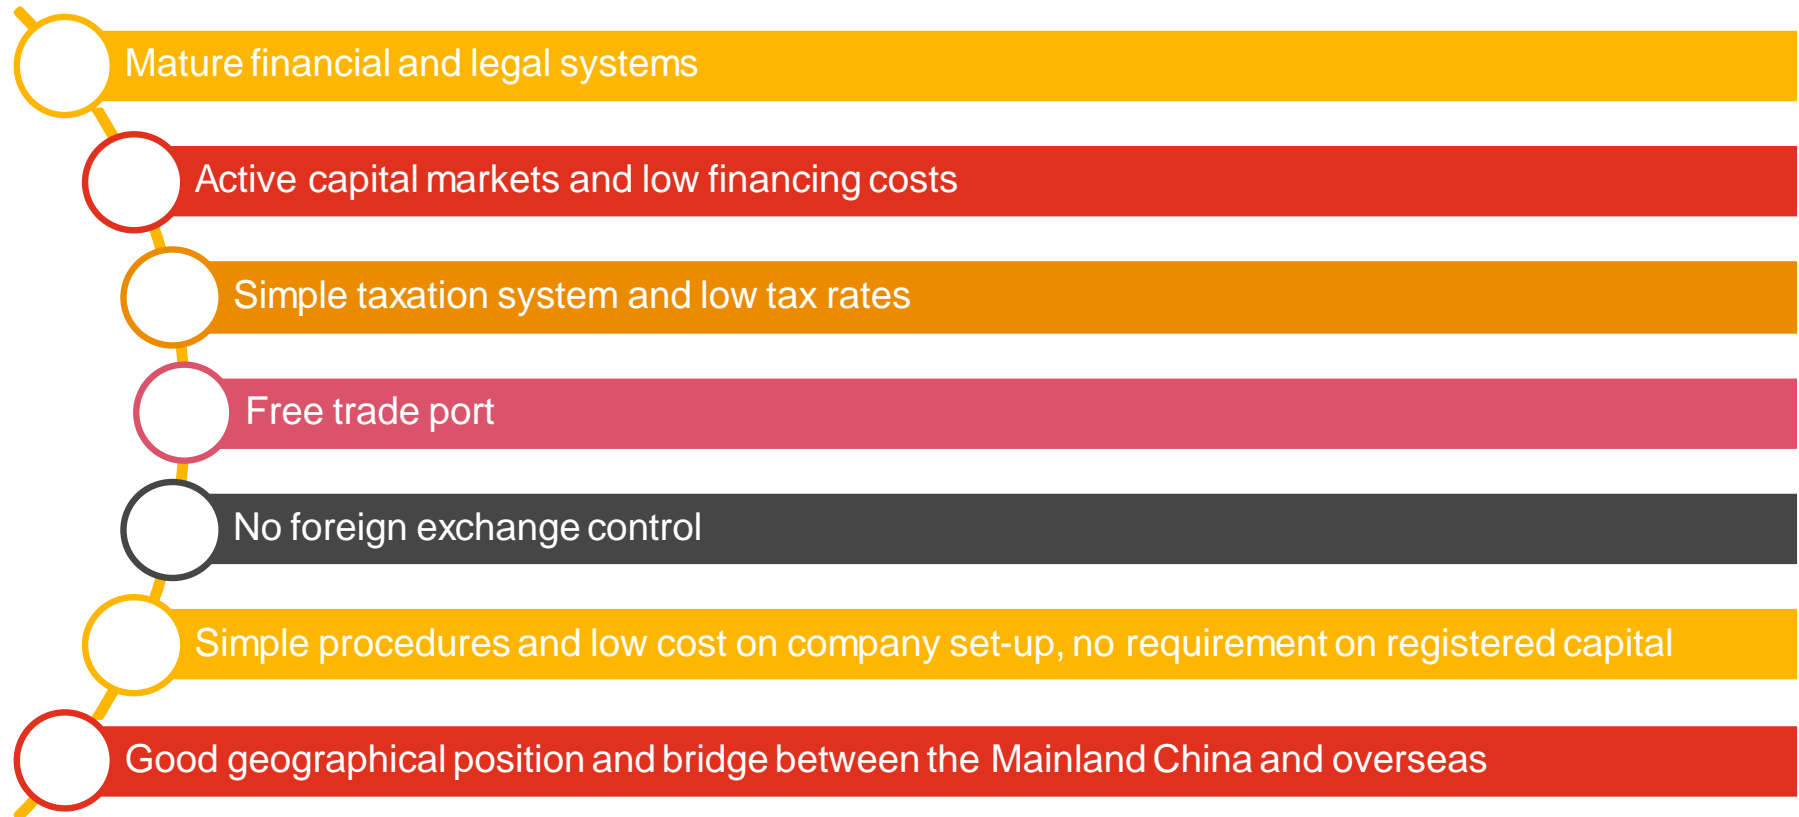 Mature financial and legal systems
Active capital markets and low financing costs
Simple taxation system and low tax rates
Free trade port
No foreign exchange control
Simple procedures and low cost on company set-up, no requirement on registered capital
Good geographical position and bridge between the Mainland China and overseas